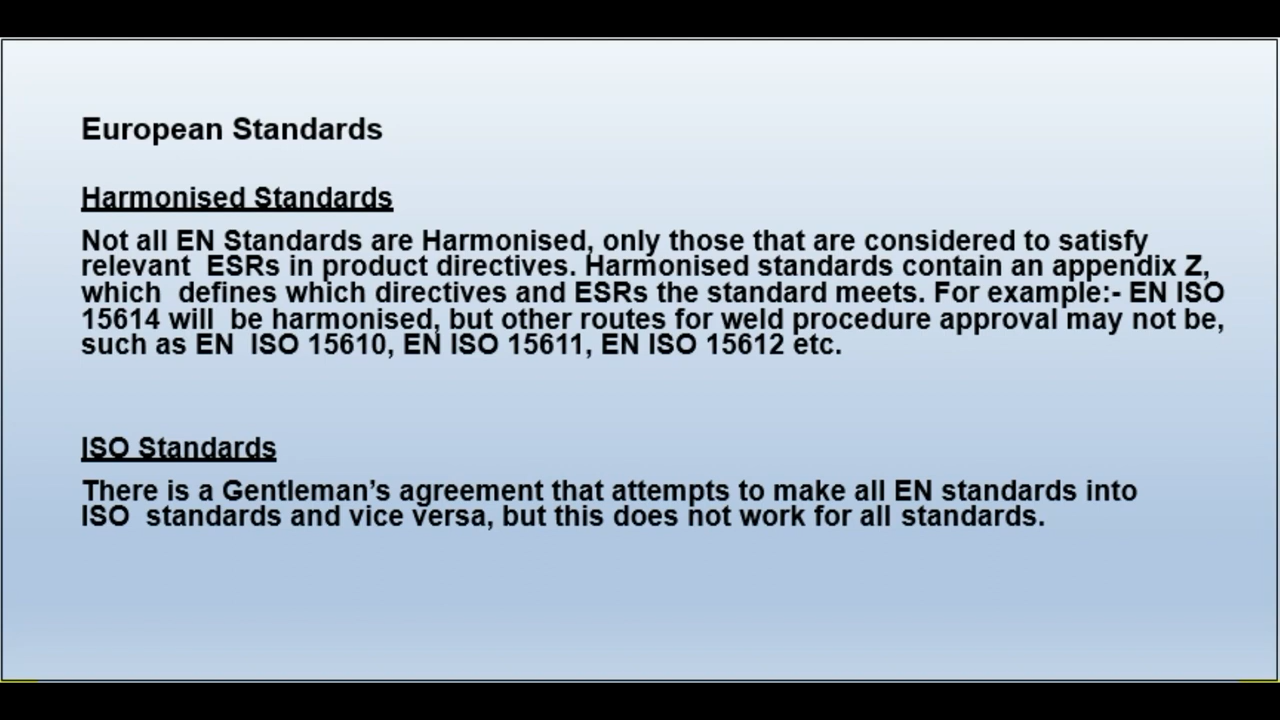 European Standards
Harmonised Standards
Not all EN Standards are Harmonised, only those that are considered to satisfy
relevant  ESRs in product directives. Harmonised standards contain an appendix Z,
which  defines which directives and ESRs the standard meets. For example:- EN ISO
15614 will  be harmonised, but other routes for weld procedure approval may not be,
such as EN  ISO 15610, EN ISO 15611, EN ISO 15612 etc.
ISO Standards
There is a Gentleman’s agreement that attempts to make all EN standards into
ISO  standards and vice versa, but this does not work for all standards.